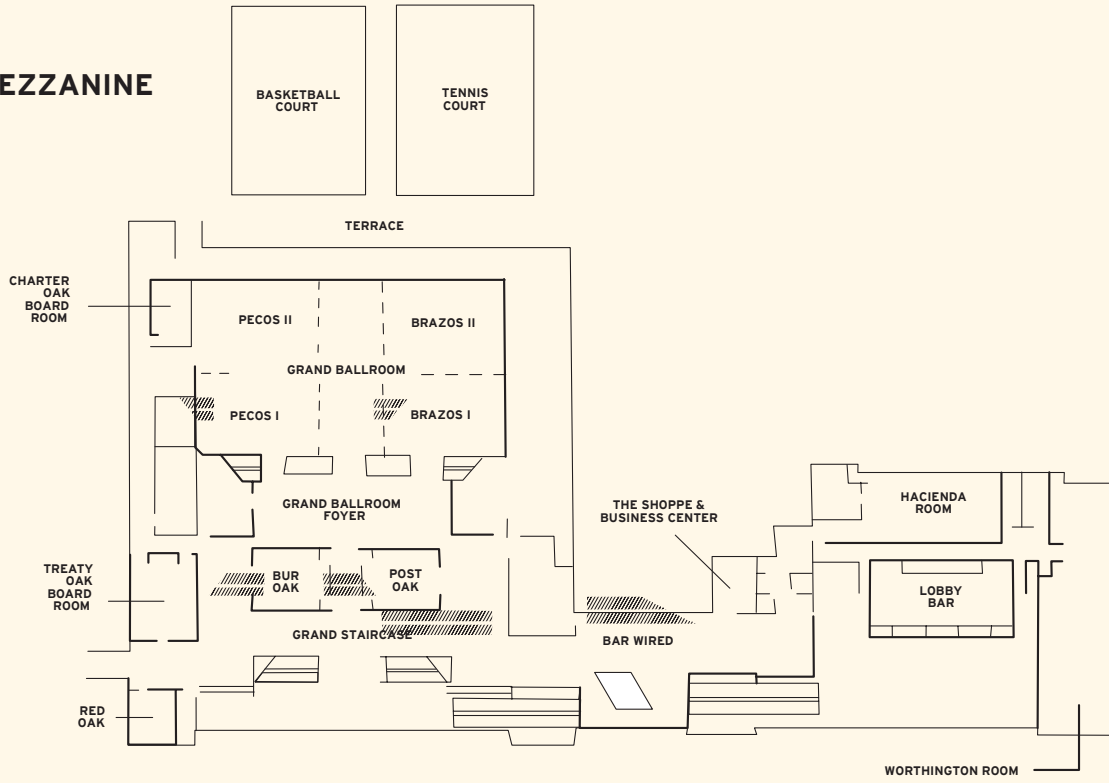 EZZANINE
BASKETBALL
COURT
TENNIS
COURT
TERRACE
CHARTER
OAK
BOARD
ROOM
PECOS II
BRAZOS II
GRAND BALLROOM
PECOS I
BRAZOS I
GRAND BALLROOM
FOYER
THE SHOPPE &
BUSINESS CENTER
HACIENDA
ROOM
TREATY
OAK
BOARD
ROOM
BUR
OAK
POST
OAK
LOBBY
BAR
GRAND STAIRCASE
BAR WIRED
RED
OAK
WORTHINGTON ROOM